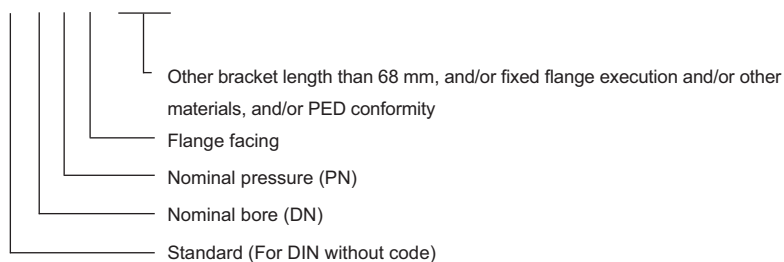 Other bracket length than 68 mm, and/or fixed flange execution and/or other
materials, and/or PED conformity
Flange facing
Nominal pressure (PN)
Nominal bore (DN)
Standard (For DIN without code)